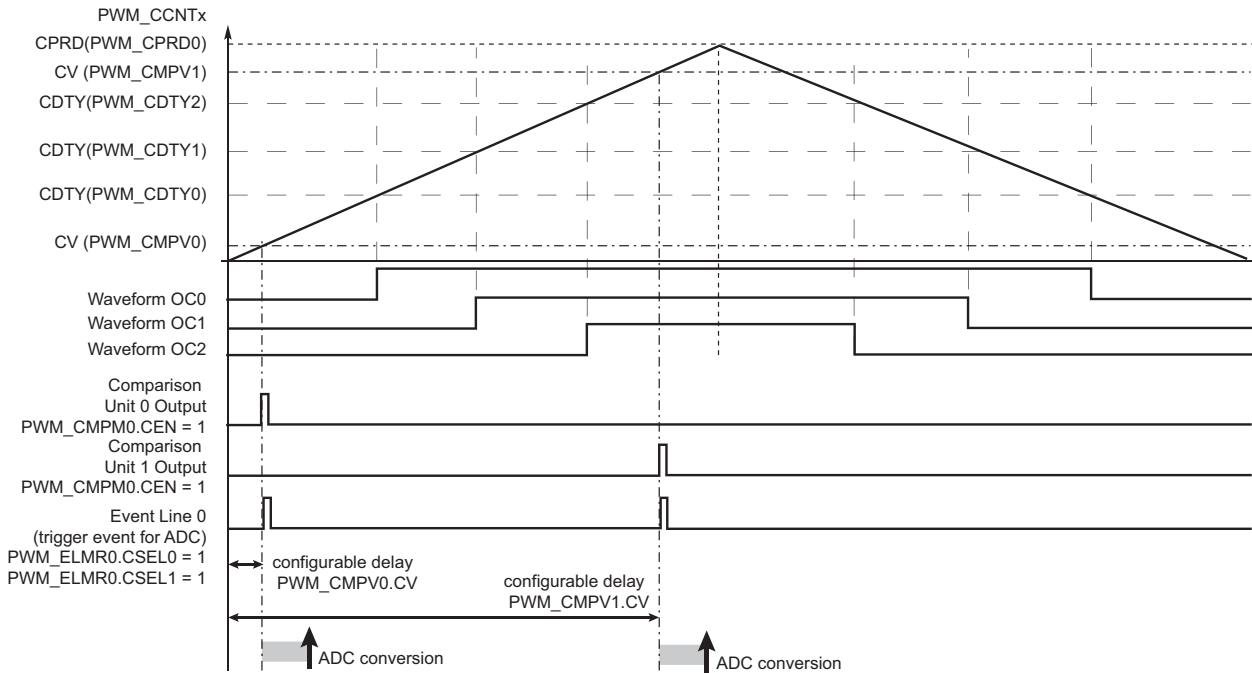 PWM_CCNTx
CPRD(PWM_CPRD0)
CV (PWM_CMPV1)
CDTY(PWM_CDTY2)
CDTY(PWM_CDTY1)
CDTY(PWM_CDTY0)
CV (PWM_CMPV0)
Waveform OC0
Waveform OC1
Waveform OC2
Comparison
Unit 0 Output
PWM_CMPM0.CEN = 1
Comparison
Unit 1 Output
PWM_CMPM0.CEN = 1
Event Line 0
(trigger event for ADC)
PWM_ELMR0.CSEL0 = 1
PWM_ELMR0.CSEL1 = 1
configurable delay
PWM_CMPV0.CV
configurable delay
PWM_CMPV1.CV
ADC conversion
ADC conversion